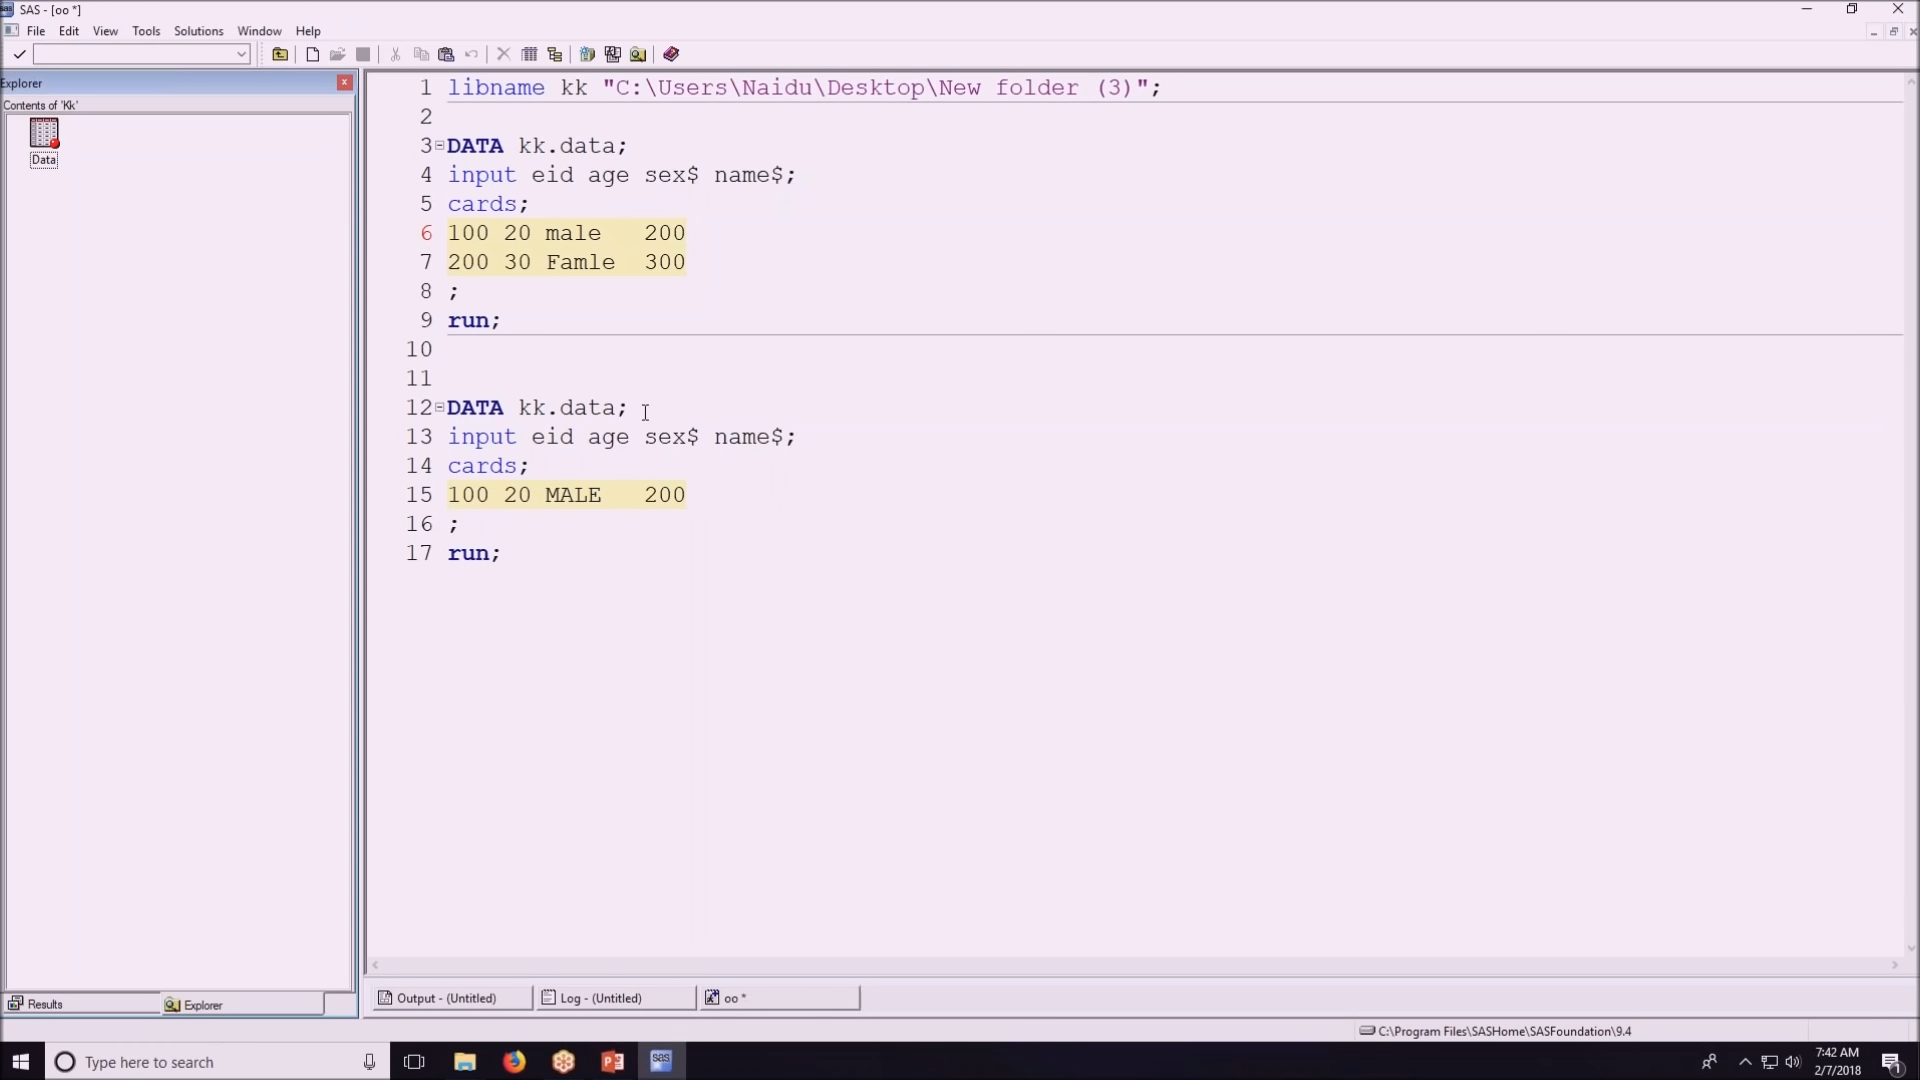 SAS - [oo *]
File Edit View Tools Solutions Window Help
Explorer
Contents of 'Kk'
Data
1 libname kk "C:\Users\Naidu\Desktop\New folder (3)";
2
3 DATA kk.data;
4 input eid age sex$ name$;
5 cards;
6 100 20 male   200
7 200 30 Famle  300
8 ;
9 run;
10
11
12 DATA kk.data;
13 input eid age sex$ name$;
14 cards;
15 100 20 MALE   200
16 ;
17 run;
Results Explorer
Output - (Untitled) Log - (Untitled) oo *
C:\Program Files\SASHome\SASFoundation\9.4
Type here to search
sas
7:42 AM
2/7/2018
1